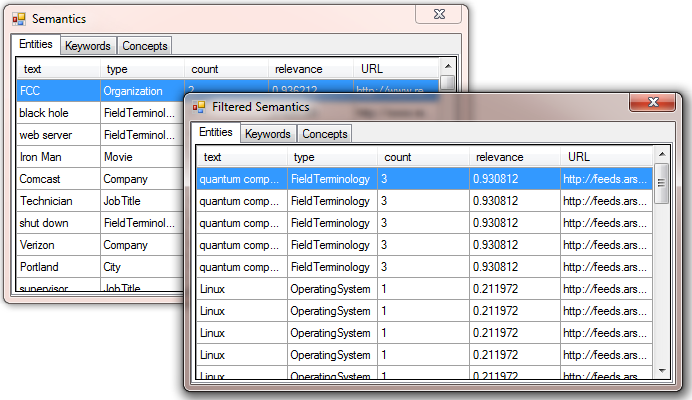 Semantics
Entities Keywords Concepts
text type count relevance URL
FCC Organization 2 0.936212 http://www.re...
black hole FieldTerminol...
web server FieldTerminol...
Iron Man Movie
Comcast Company
Technician JobTitle
shut down FieldTerminol...
Verizon Company
Portland City
supervisor JobTitle
Filtered Semantics
Entities Keywords Concepts
text type count relevance URL
quantum comp... FieldTerminology 3 0.930812 http://feeds.ars...
quantum comp... FieldTerminology 3 0.930812 http://feeds.ars...
quantum comp... FieldTerminology 3 0.930812 http://feeds.ars...
quantum comp... FieldTerminology 3 0.930812 http://feeds.ars...
quantum comp... FieldTerminology 3 0.930812 http://feeds.ars...
Linux OperatingSystem 1 0.211972 http://feeds.ars...
Linux OperatingSystem 1 0.211972 http://feeds.ars...
Linux OperatingSystem 1 0.211972 http://feeds.ars...
Linux OperatingSystem 1 0.211972 http://feeds.ars...
Linux OperatingSystem 1 0.211972 http://feeds.ars...